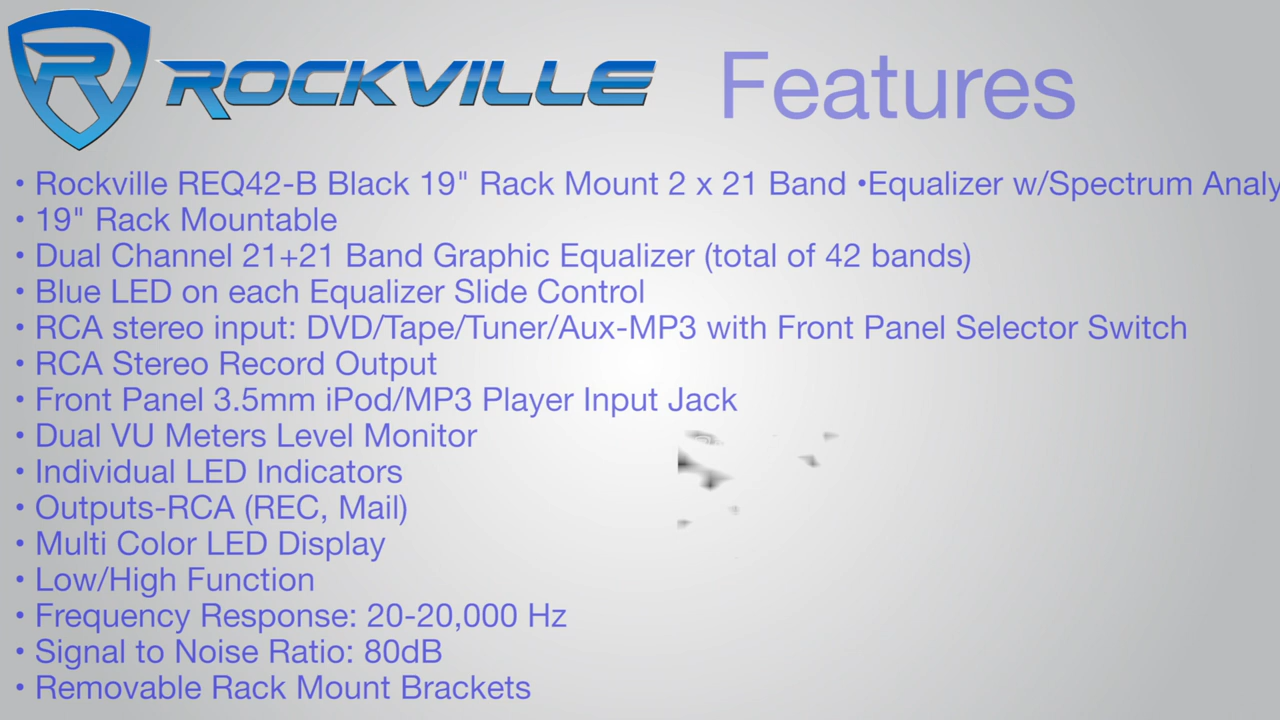 ROCKVILLE Features
• Rockville REQ42-B Black 19" Rack Mount 2 x 21 Band •Equalizer w/Spectrum Analy
• 19" Rack Mountable
• Dual Channel 21+21 Band Graphic Equalizer (total of 42 bands)
• Blue LED on each Equalizer Slide Control
• RCA stereo input: DVD/Tape/Tuner/Aux-MP3 with Front Panel Selector Switch
• RCA Stereo Record Output
• Front Panel 3.5mm iPod/MP3 Player Input Jack
• Dual VU Meters Level Monitor
• Individual LED Indicators
• Outputs-RCA (REC, Mail)
• Multi Color LED Display
• Low/High Function
• Frequency Response: 20-20,000 Hz
• Signal to Noise Ratio: 80dB
• Removable Rack Mount Brackets